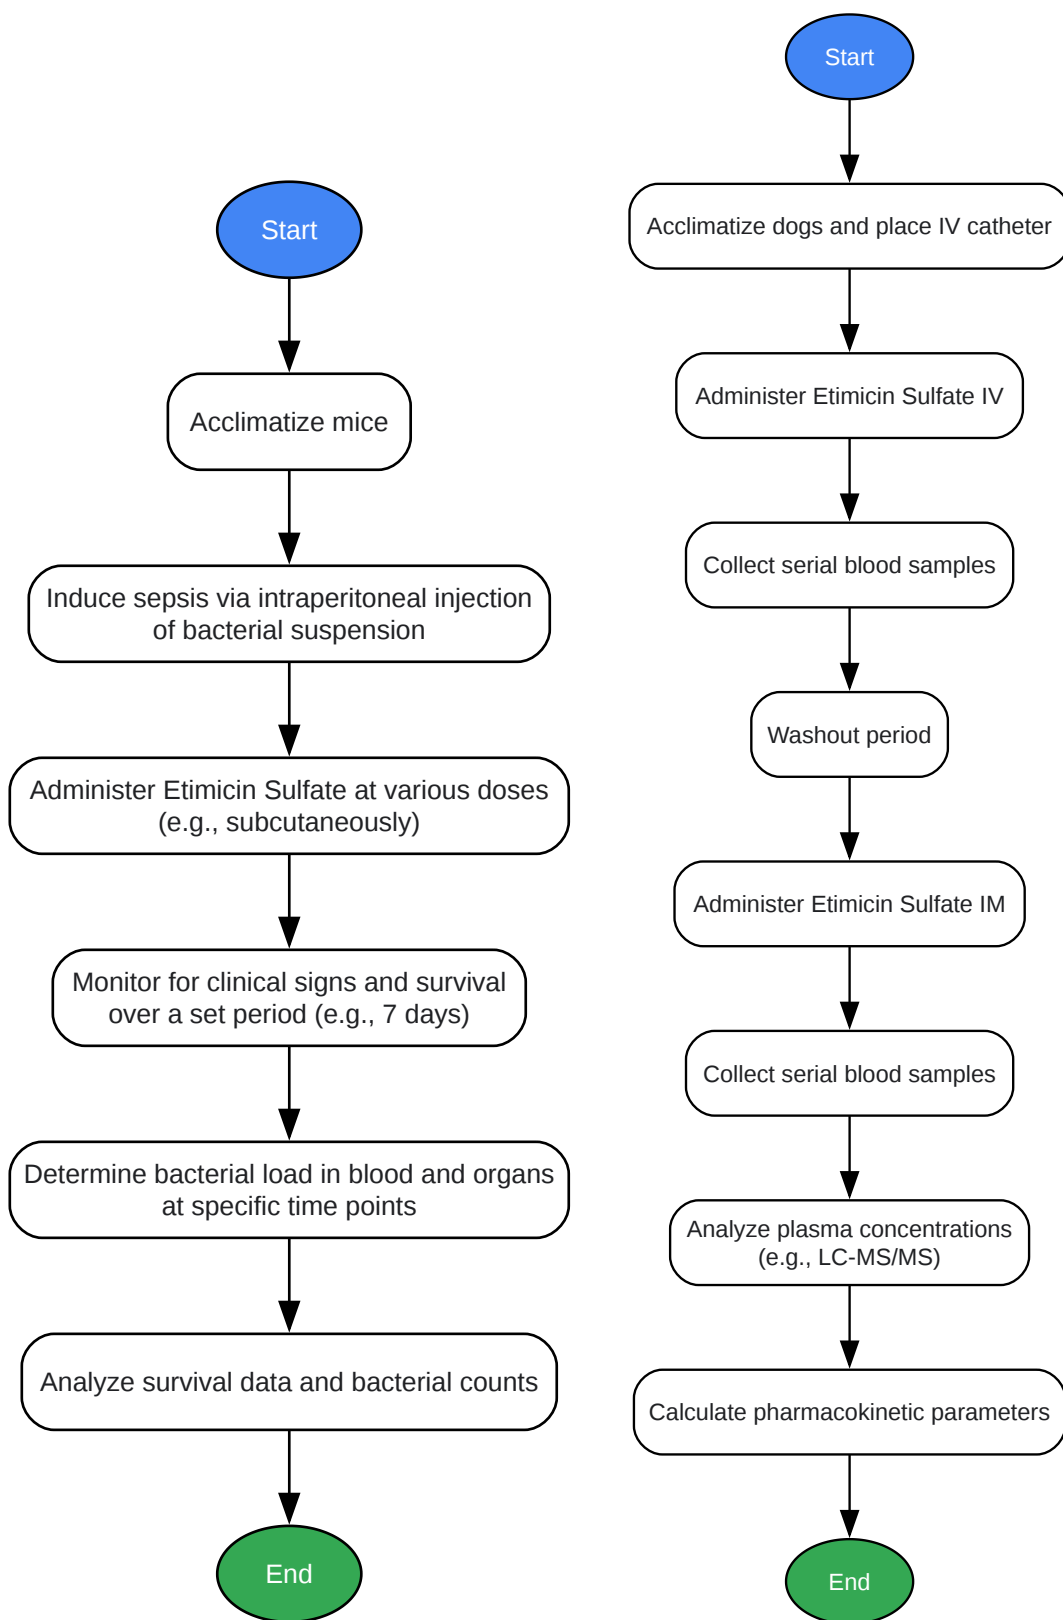 Start
Acclimatize mice
Induce sepsis via intraperitoneal injection
of bacterial suspension
Administer Etimicin Sulfate at various doses
(e.g., subcutaneously)
Monitor for clinical signs and survival
over a set period (e.g., 7 days)
Determine bacterial load in blood and organs
at specific time points
Analyze survival data and bacterial counts
End
Start
Acclimatize dogs and place IV catheter
Administer Etimicin Sulfate IV
Collect serial blood samples
Washout period
Administer Etimicin Sulfate IM
Collect serial blood samples
Analyze plasma concentrations
(e.g., LC-MS/MS)
Calculate pharmacokinetic parameters
End